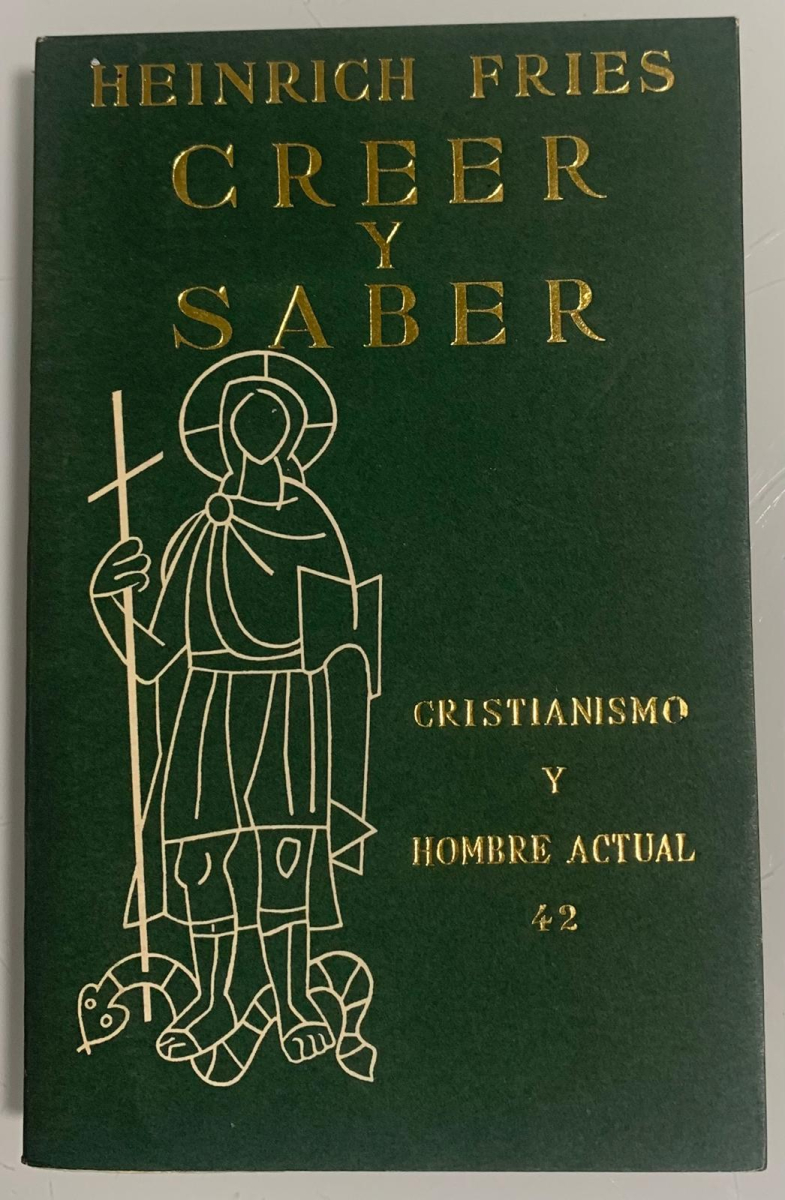 HEINRICH FRIES
CREER
Y
SABER
CRISTIANISMO
Y
HOMBRE ACTUAL
42